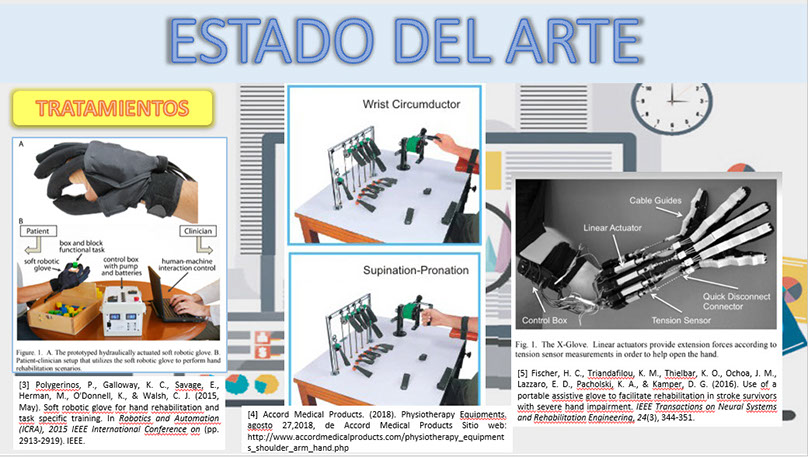 ESTADO DEL ARTE
TRATAMIENTOS
A
B
Patient
Clinician
box and block
functional task
soft robotic
glove
control box
with pump
and batteries
human-machine
interaction control
Figure. 1. A. The prototyped hydraulically actuated soft robotic glove. B.
Patient-clinician setup that utilizes the soft robotic glove to perform hand
rehabilitation scenarios.
[3] Polygerinos, P., Galloway, K. C., Savage, E.,
Herman, M., O'Donnell, K., & Walsh, C. J. (2015,
May). Soft robotic glove for hand rehabilitation and
task specific training. In Robotics and Automation
(ICRA), 2015 IEEE International Conference on (pp.
2913-2919). IEEE.
Wrist Circumductor
Supination-Pronation
[4] Accord Medical Products. (2018). Physiotherapy Equipments,
agosto 27,2018, de Accord Medical Products Sitio web:
http://www.accordmedicalproducts.com/physiotherapy_equipment
s_shoulder_arm_hand.php
Cable Guides
Linear Actuator
Quick Disconnect
Connector
Control Box
Tension Sensor
Fig. 1. The X-Glove. Linear actuators provide extension forces according to
tension sensor measurements in order to help open the hand.
[5] Fischer, H. C., Triandafilou, K. M., Thielbar, K. O., Ochoa, J. M.,
Lazzaro, E. D., Pacholski, K. A., & Kamper, D. G. (2016). Use of a
portable assistive glove to facilitate rehabilitation in stroke survivors
with severe hand impairment. IEEE Transactions on Neural Systems
and Rehabilitation Engineering, 24(3), 344-351.